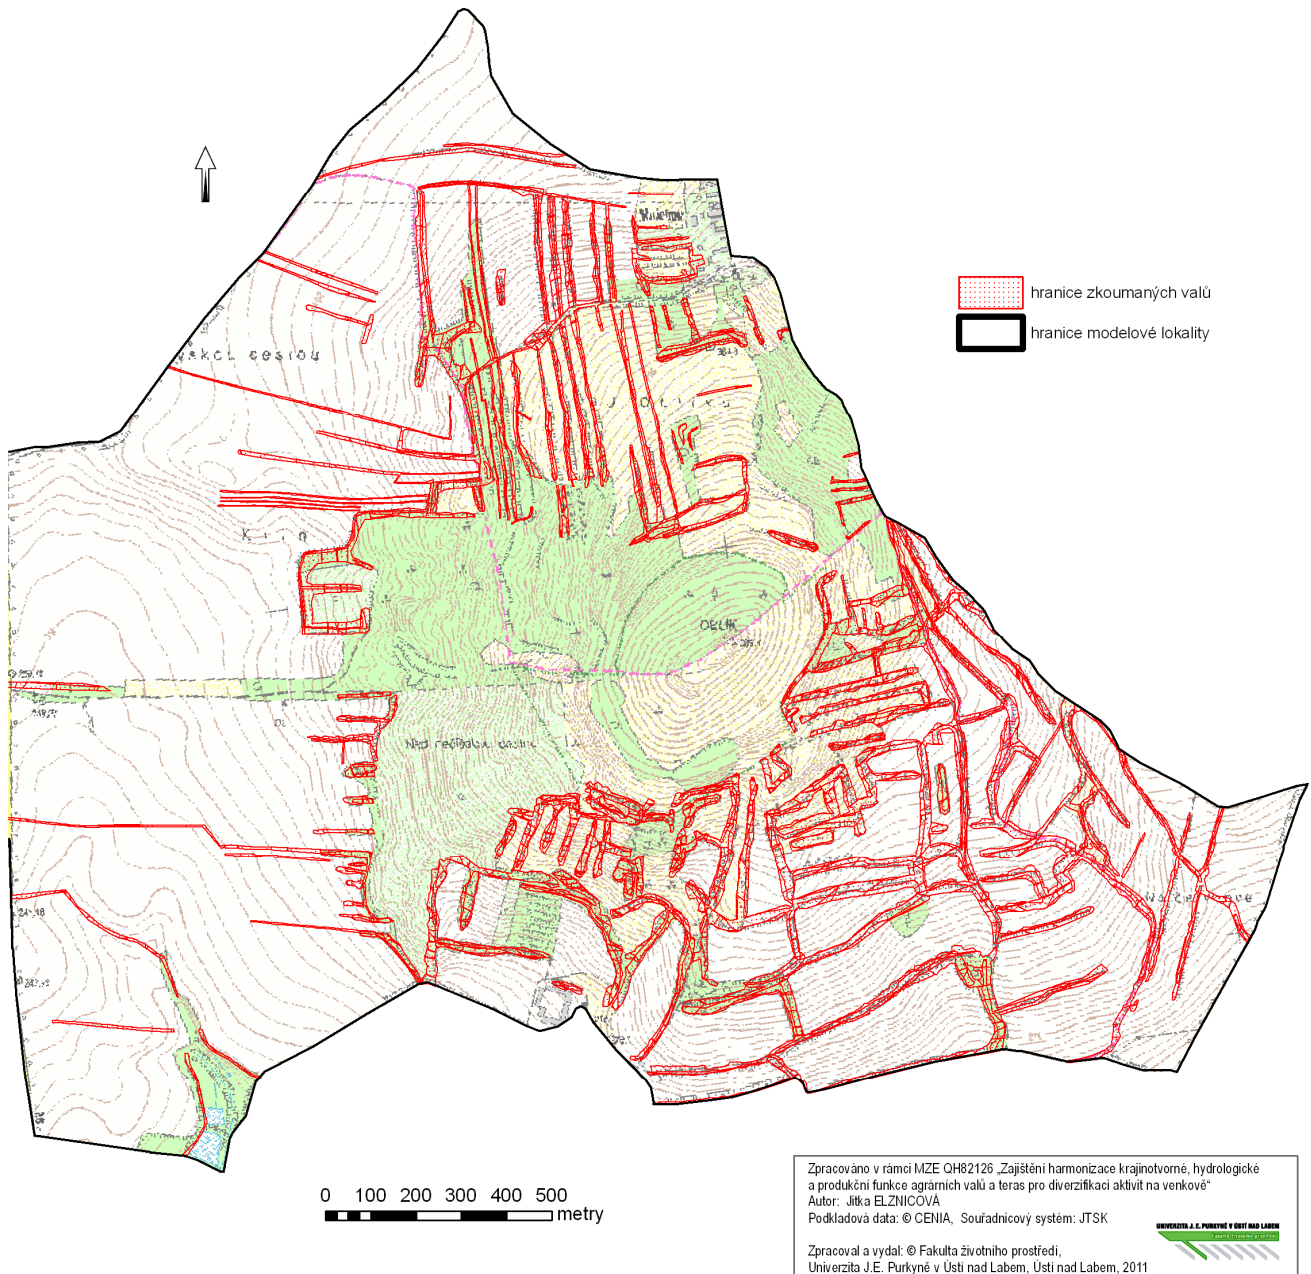 OBLÍK
hranice zkoumaných valů
hranice modelové lokality
0 100 200 300 400 500
metry
Zpracováno v rámci MZE QH82126 „Zajištění harmonizace krajinotvorné, hydrologické
a produkční funkce agrárních valů a teras pro diverzifikaci aktivit na venkově“
Autor: Jitka ELZNICOVÁ
Podkladová data: © CENIA, Souřadnicový systém: JTSK
Zpracoval a vydal: © Fakulta životního prostředí,
Univerzita J.E. Purkyně v Ústí nad Labem, Ústí nad Labem, 2011
UNIVERZITA J. E. PURKYNĚ V ÚSTÍ NAD LABEM
Fakulta životního prostředí